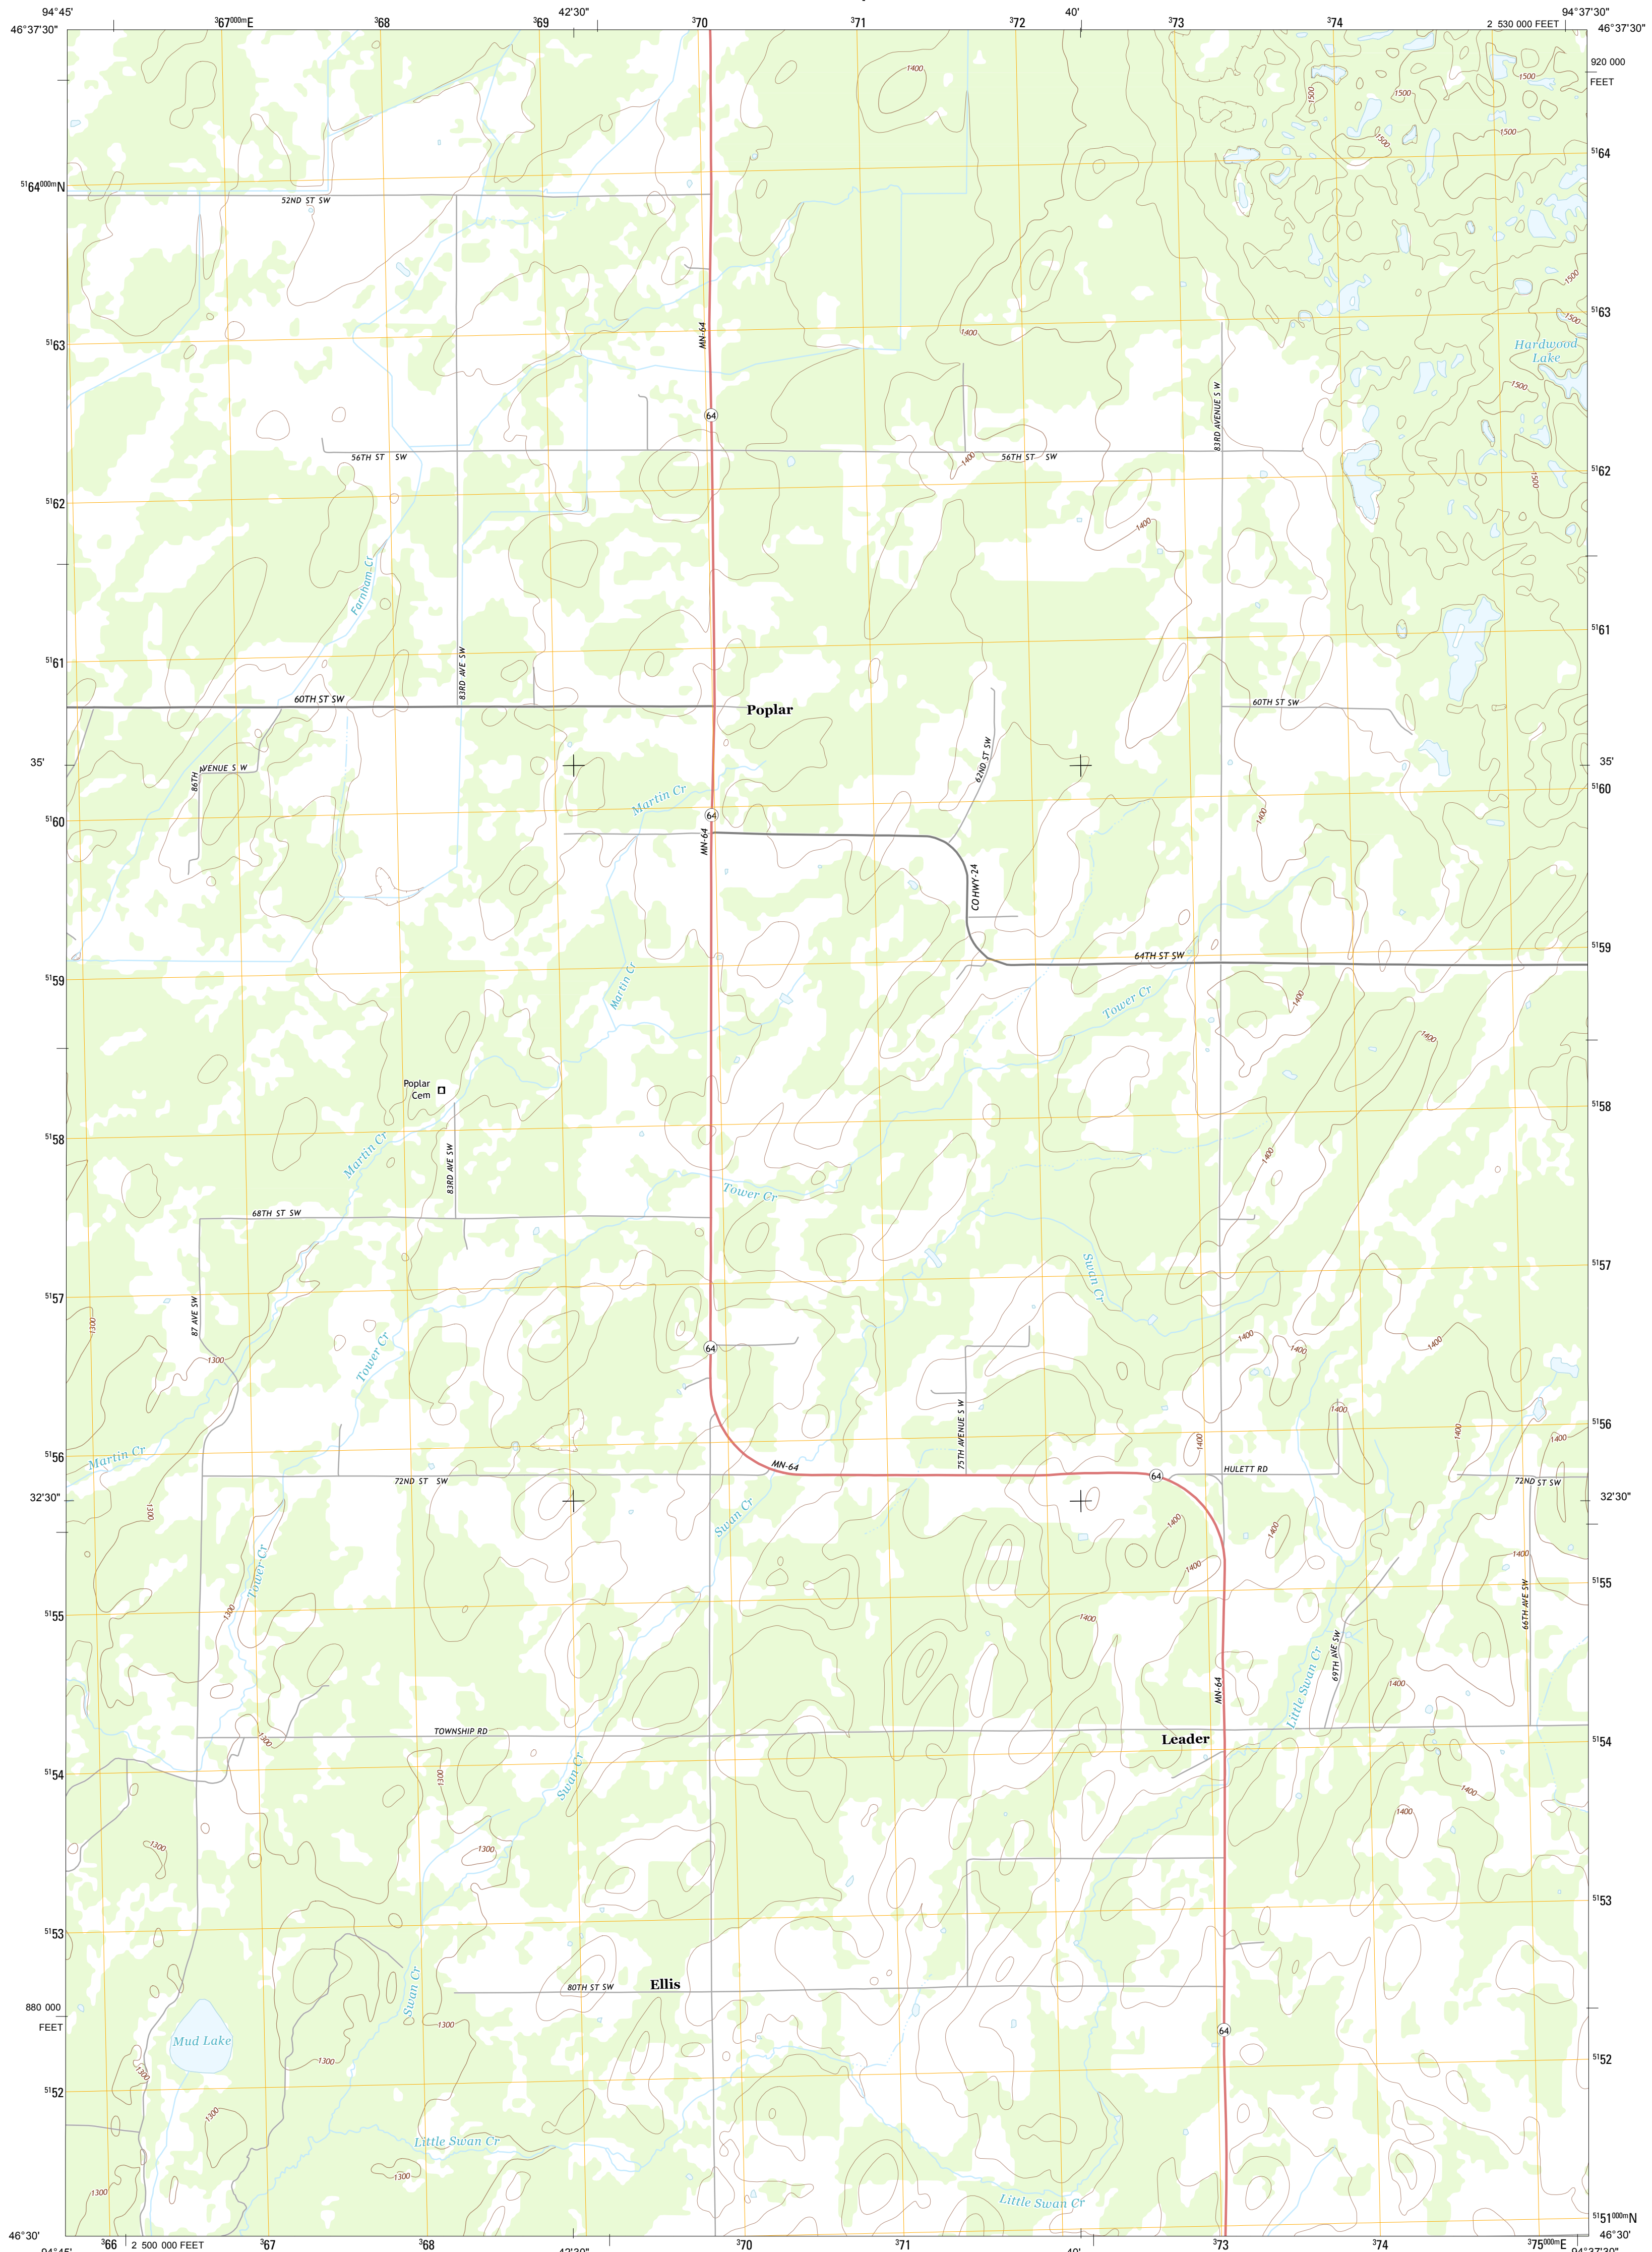 94°45' ³67⁰⁰⁰ᵐE ³68 ³69 42'30" ³70 ³71 ³72 40' ³73 ³74 2 530 000 FEET 94°37'30"
46°37'30" 46°37'30"
920 000
FEET
1400
1500
1500
1500
1500
1500
⁵¹64
⁵¹64⁰⁰⁰ᵐN
52ND ST SW
1500
⁵¹63
1500
MN-64
1400
⁵¹63
Hardwood
Lake
1500
83RD AVENUE S W
64
56TH ST SW
56TH ST SW
1400
⁵¹62
1500
⁵¹62
1400
Farnham Cr
⁵¹61
⁵¹61
83RD AVE SW
60TH ST SW
60TH ST SW
Poplar
62ND ST SW
35'
35'
86TH AVENUE S W
⁵¹60
Martin Cr
64
1400
⁵¹60
MN-64
CO HWY-24
⁵¹59
64TH ST SW
⁵¹59
Martin Cr
Tower Cr
1400
1400
Poplar
Cem
⁵¹58
⁵¹58
Martin Cr
83RD AVE SW
1400
Tower Cr
68TH ST SW
⁵¹57
Swan Cr
⁵¹57
87 AVE SW
1300
1400
1400
1400
64
1300
Tower Cr
1400
75TH AVENUE S W
⁵¹56
1400
1400
1400
Martin Cr
⁵¹56
MN-64
HULETT RD
64
72ND ST SW
72ND ST SW
32'30"
32'30"
1300
Swan Cr
1400
1400
1400
1400
Tower Cr
⁵¹55
⁵¹55
1300
1400
66TH AVE SW
69TH AVE SW
Little Swan Cr
MN-64
1400
TOWNSHIP RD
1300
Leader
⁵¹54
⁵¹54
1300
Swan Cr
1400
1400
1300
1300
⁵¹53
⁵¹53
Ellis
80TH ST SW
Swan Cr
880 000
FEET
1300
64
Mud Lake
1300
1300
⁵¹52
⁵¹52
1300
Little Swan Cr
1300
1300
Little Swan Cr
⁵¹51⁰⁰⁰ᵐN
46°30' 46°30'
³66 2 500 000 FEET ³67 ³68 ³70 ³71 ³73 ³74 ³75⁰⁰⁰ᵐE
94°45' 42'30" 40' 94°37'30"